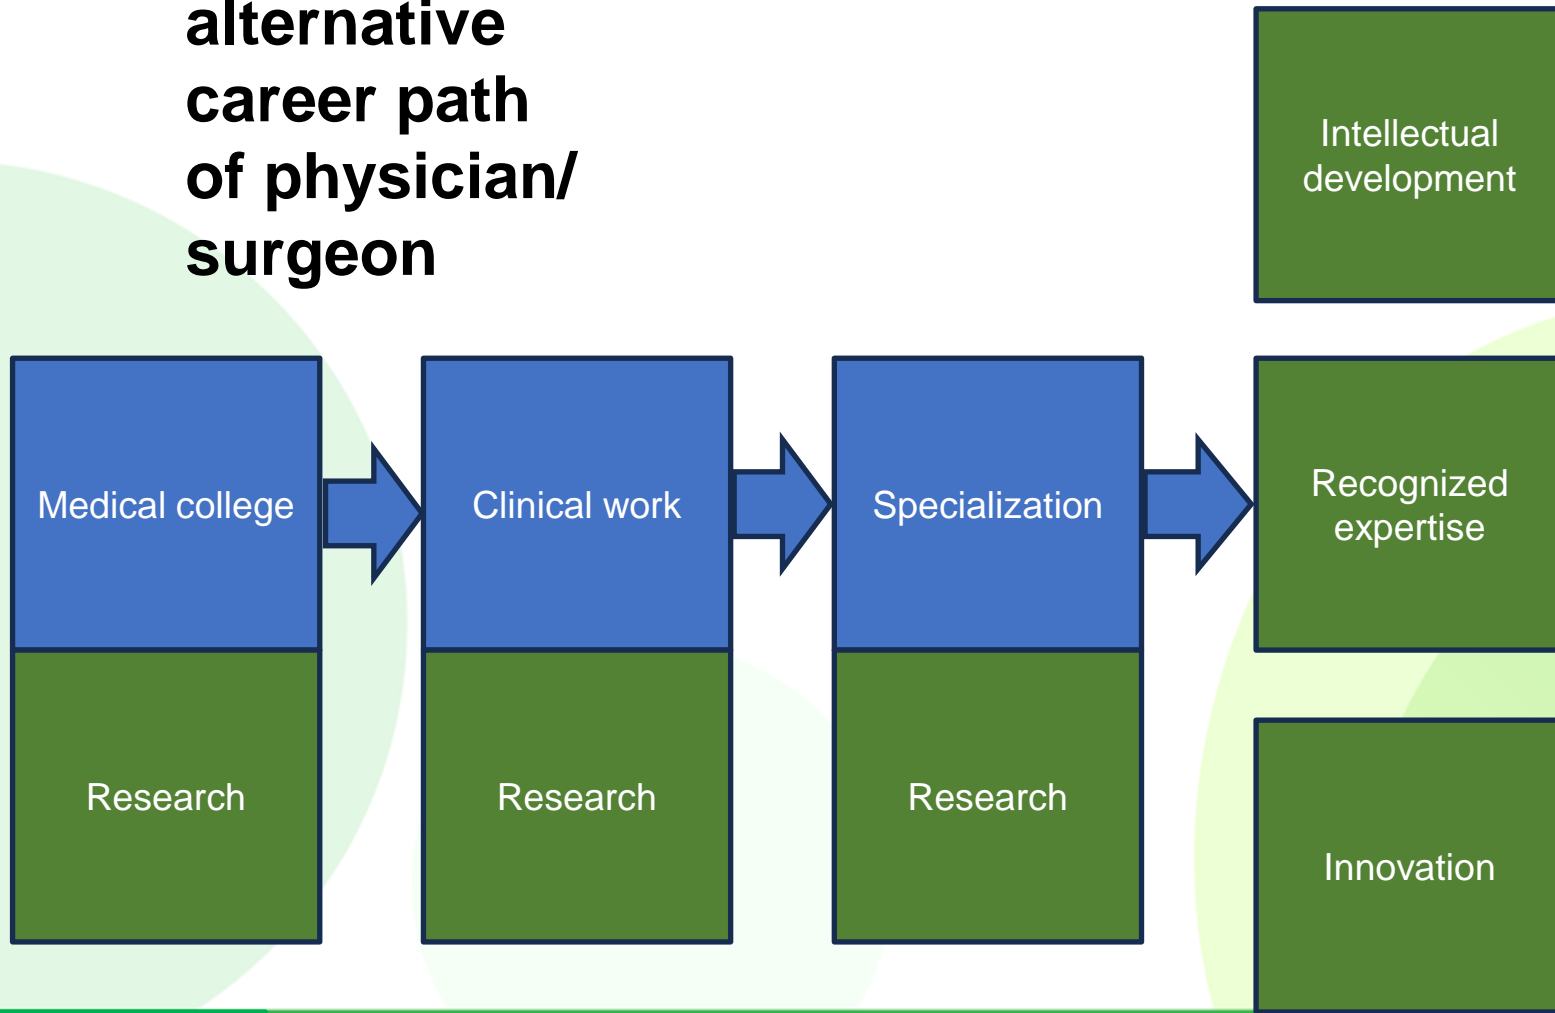 alternative
career path
of physician/
surgeon
Intellectual
development
Medical college
Clinical work
Specialization
Recognized
expertise
Research
Research
Research
Innovation